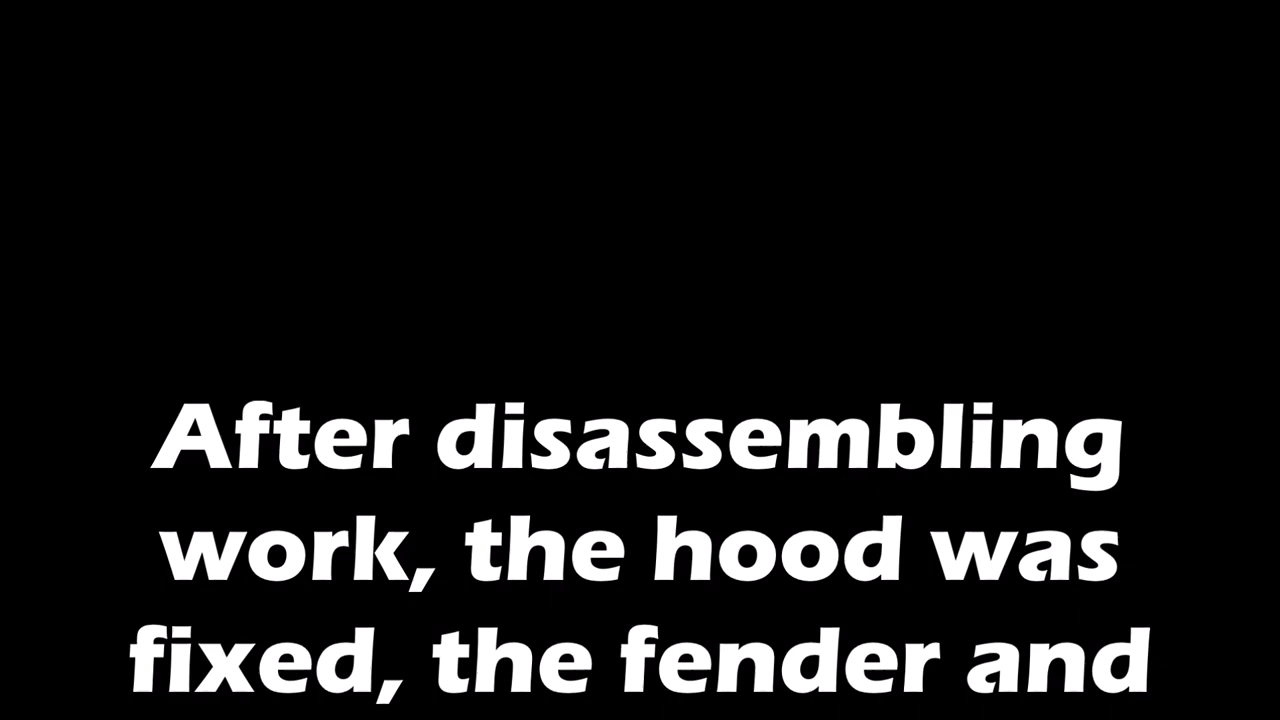 After disassembling
work, the hood was
fixed, the fender and